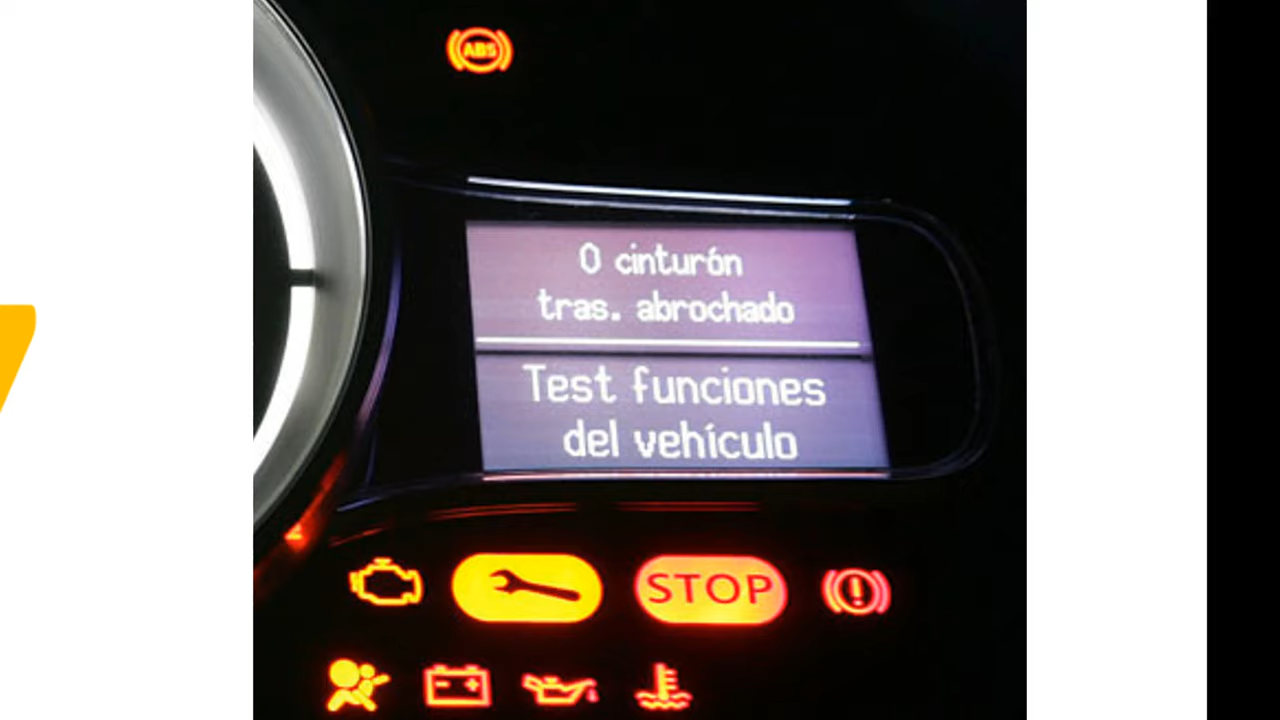 ABS
0 cinturón
tras. abrochado
Test funciones
del vehículo
STOP